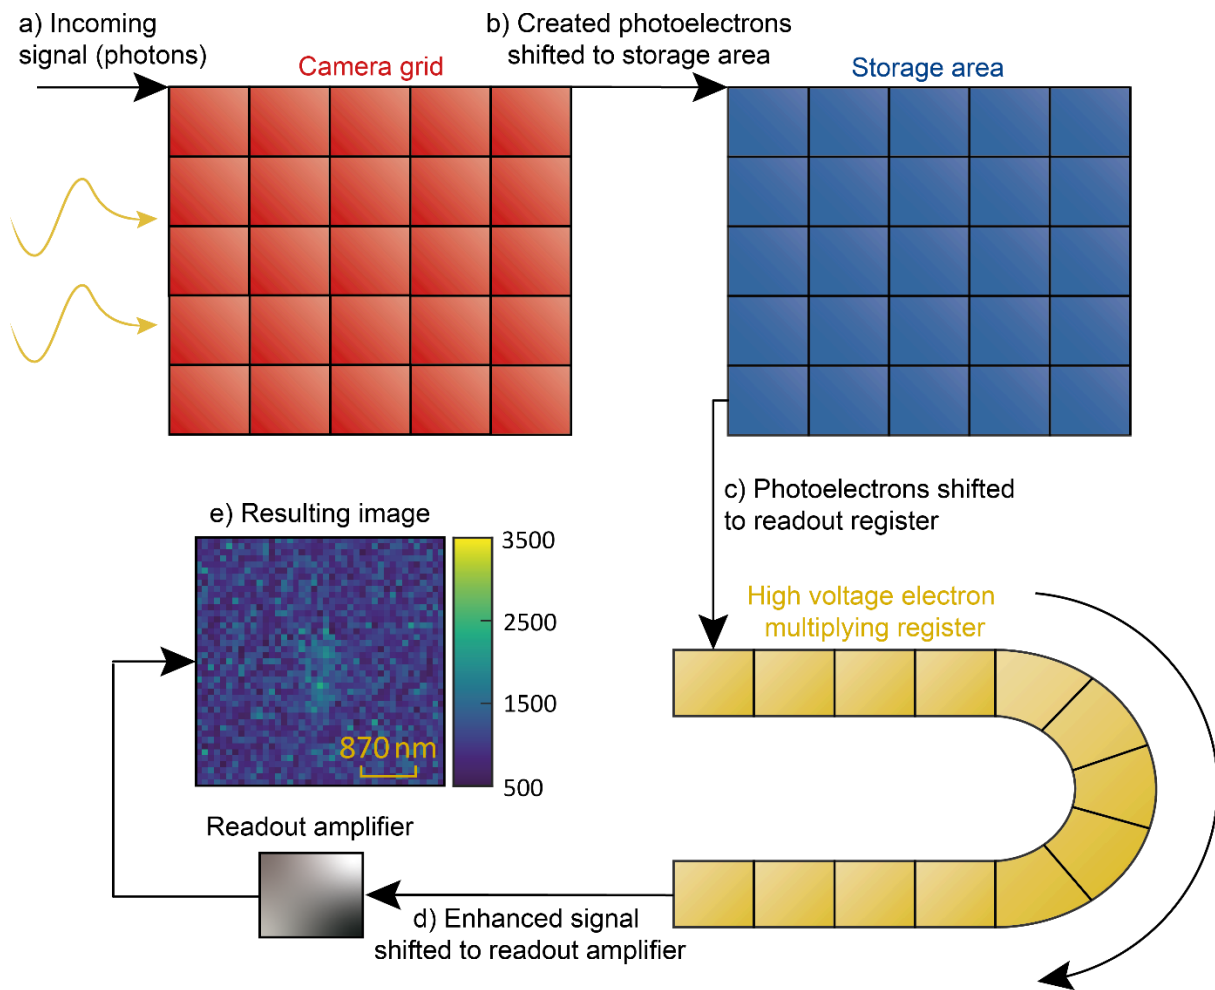 a) Incoming
signal (photons)
Camera grid
b) Created photoelectrons
shifted to storage area
Storage area
c) Photoelectrons shifted
to readout register
e) Resulting image
3500
2500
1500
500
870 nm
High voltage electron
multiplying register
Readout amplifier
d) Enhanced signal
shifted to readout amplifier